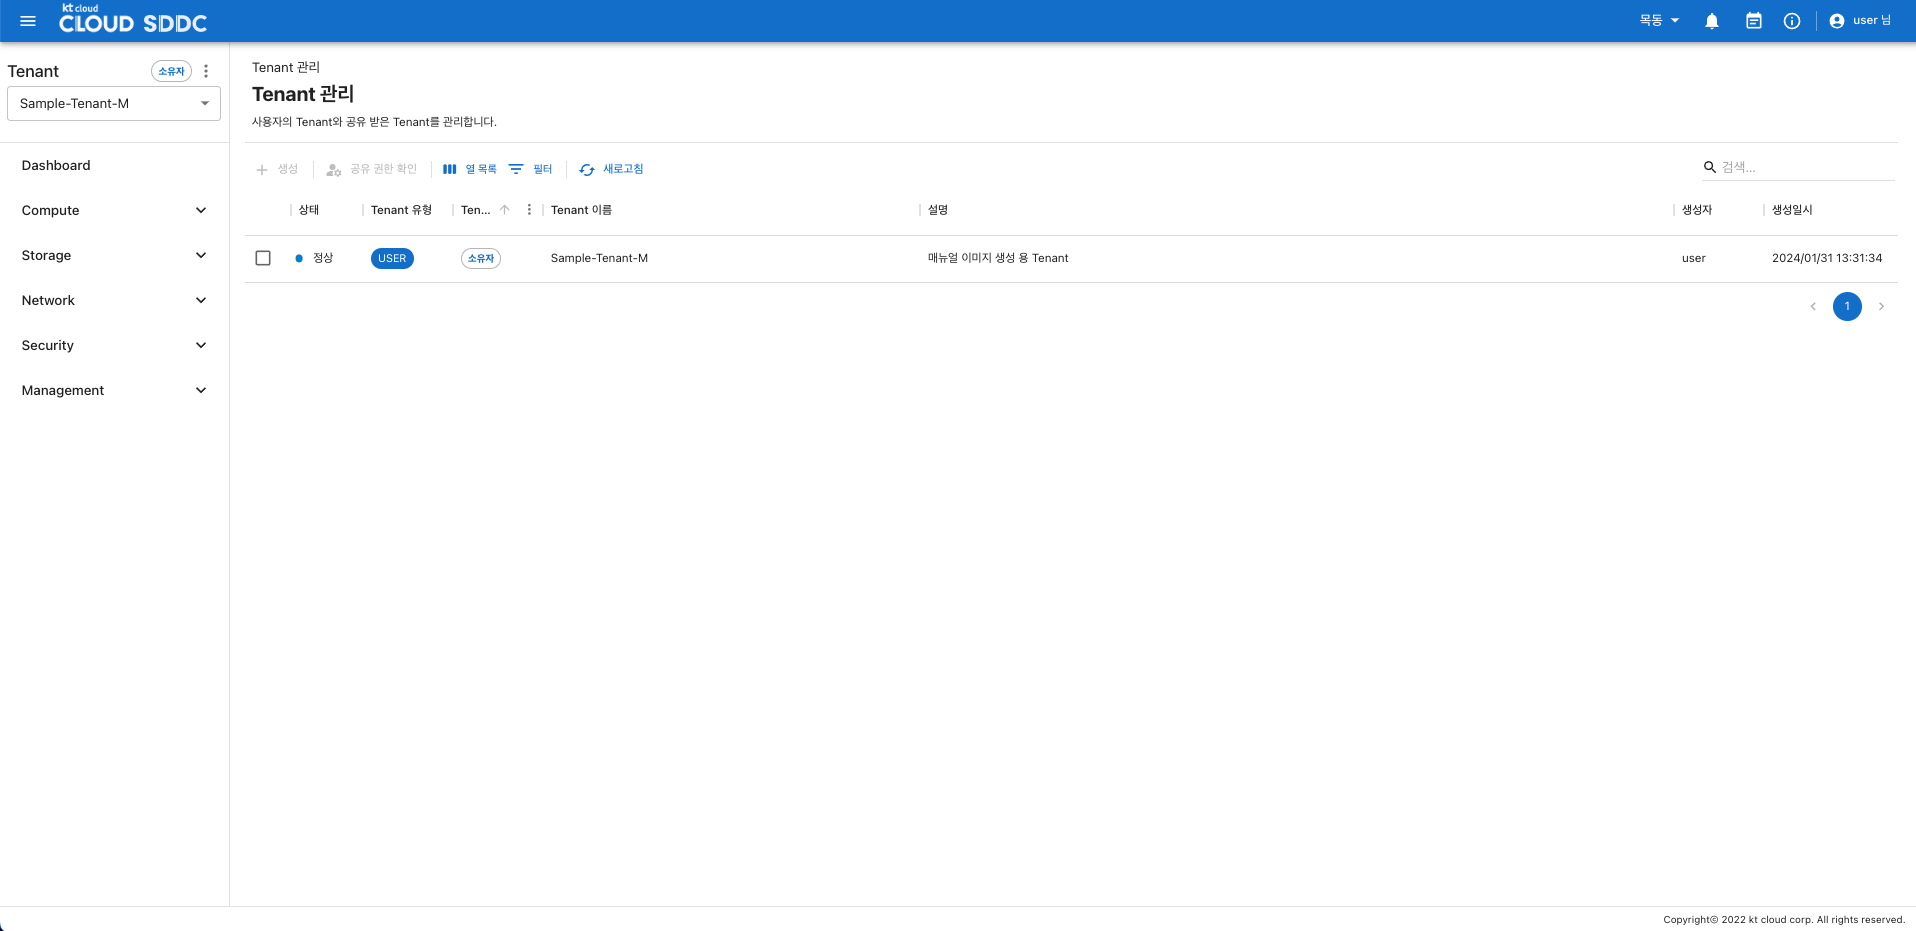 kt cloud
CLOUD SDDC
목동
user 님
Tenant
소유자
Sample-Tenant-M
Dashboard
Compute
Storage
Network
Security
Management
Tenant 관리
Tenant 관리
사용자의 Tenant와 공유 받은 Tenant를 관리합니다.
생성 공유 권한 확인 열 목록 필터 새로고침
검색...
상태 Tenant 유형 Ten... Tenant 이름 설명 생성자 생성일시
정상 USER 소유자 Sample-Tenant-M 매뉴얼 이미지 생성 용 Tenant user 2024/01/31 13:31:34
1
Copyright© 2022 kt cloud corp. All rights reserved.